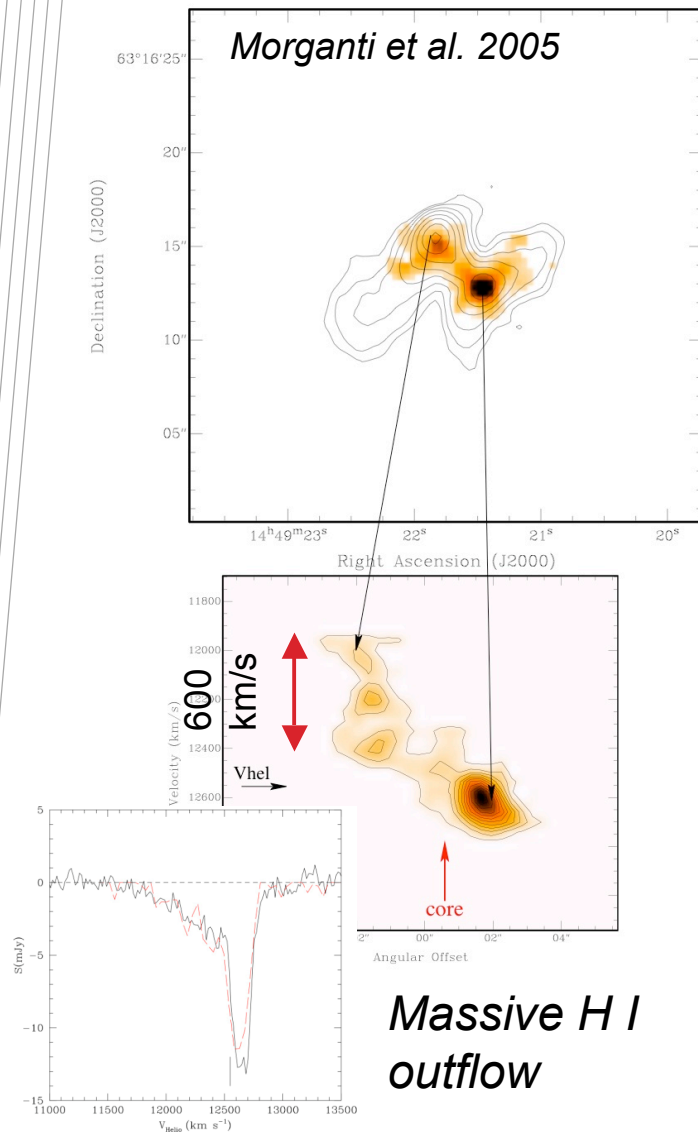 Morganti et al. 2005
63°16'25"
20"
15"
10"
05"
Declination (J2000)
14h49m23s 22s 21s 20s
Right Ascension (J2000)
11800
12000
12200
12400
12600
Velocity (km/s)
600
km/s
Vhel
core
2" 00" 02" 04"
Angular Offset
5
0
−5
−10
−15
S(mJy)
11000 11500 12000 12500 13000 13500
VHelio (km s−1)
Massive H I
outflow